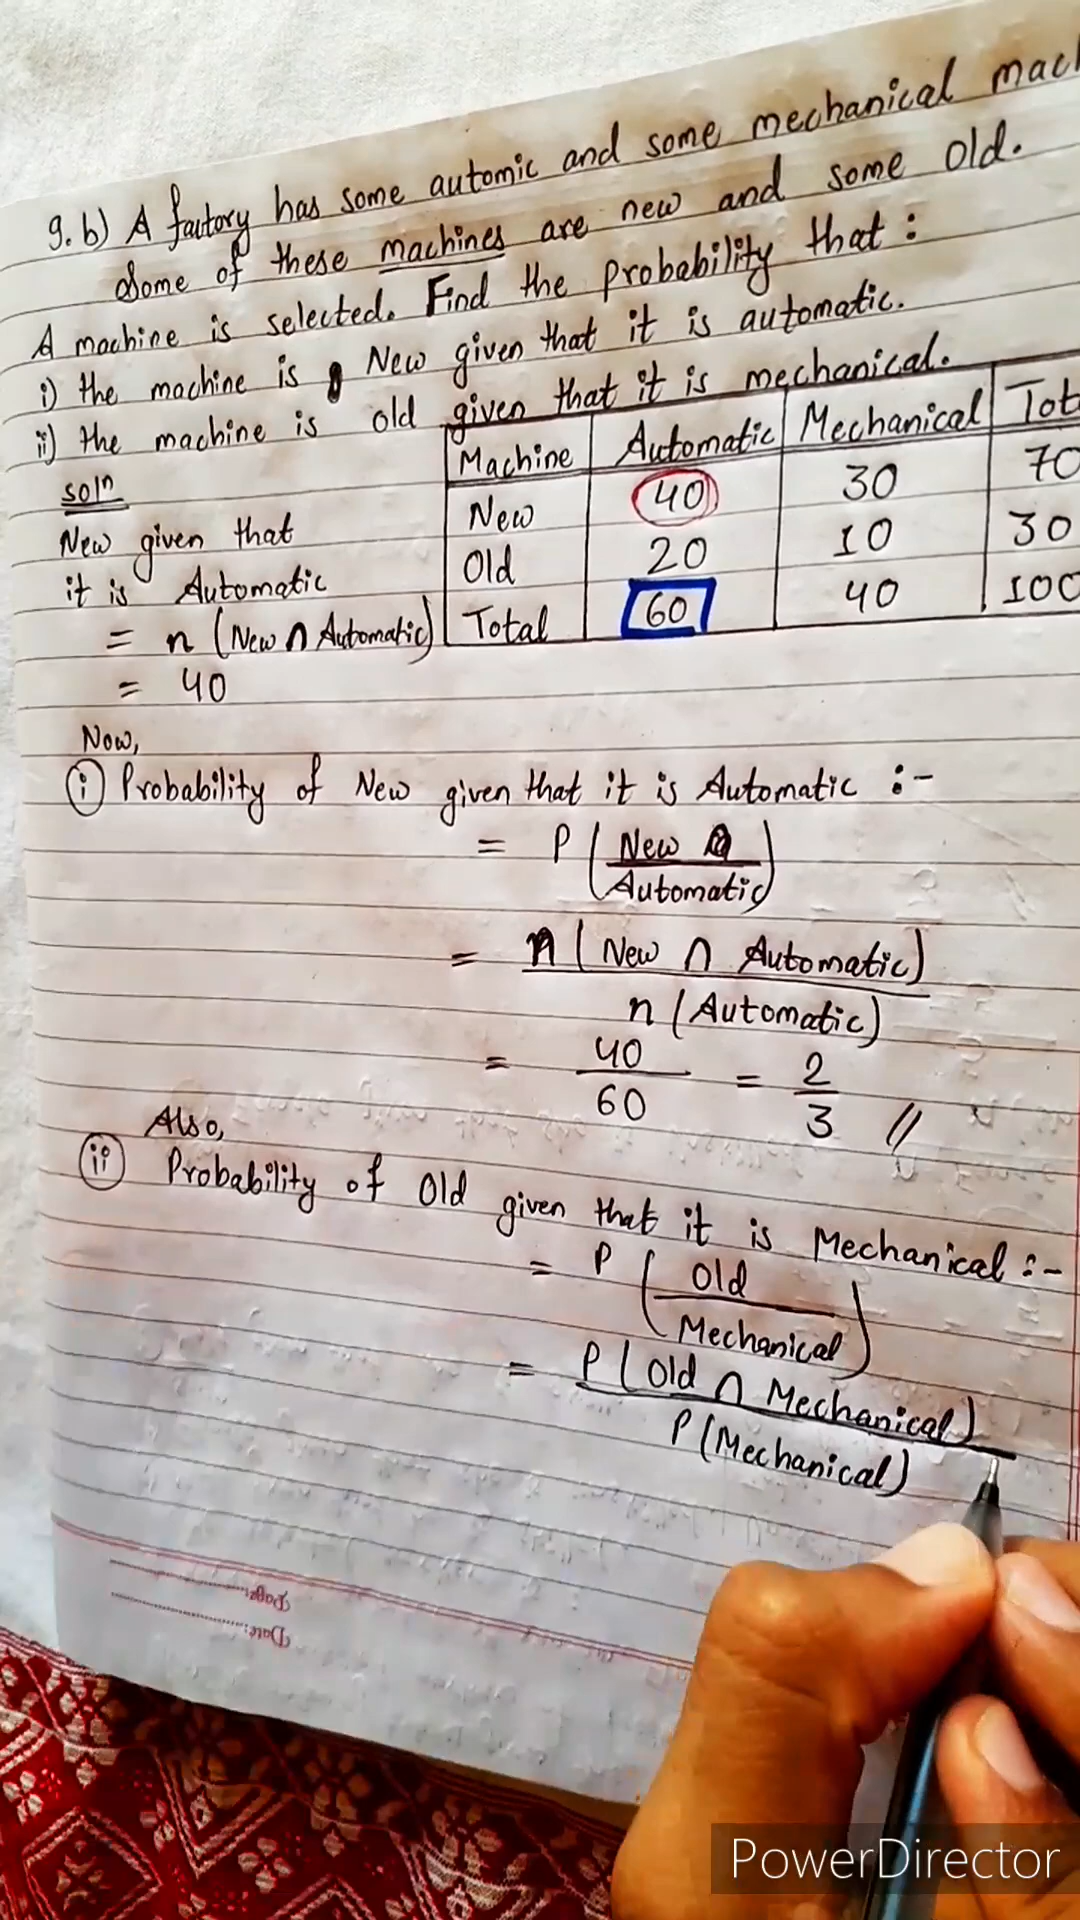 9. b) A factory has some automic and some mechanical mach
Some of these machines are new and some old.
A machine is selected. Find the probability that :
i) the machine is New given that it is automatic.
ii) the machine is old given that it is mechanical.
soln
Machine Automatic Mechanical Tot
New 40 30 70
Old 20 10 30
Total 60 40 100
New given that
it is Automatic
= n (New ∩ Automatic)
= 40
Now,
i Probability of New given that it is Automatic :-
= P (New / Automatic)
= n (New ∩ Automatic)
n (Automatic)
= 40/60 = 2/3 //
Also,
ii Probability of Old given that it is Mechanical :-
= P (Old / Mechanical)
= P (Old ∩ Mechanical)
P (Mechanical)
Page:
Date:
PowerDirector